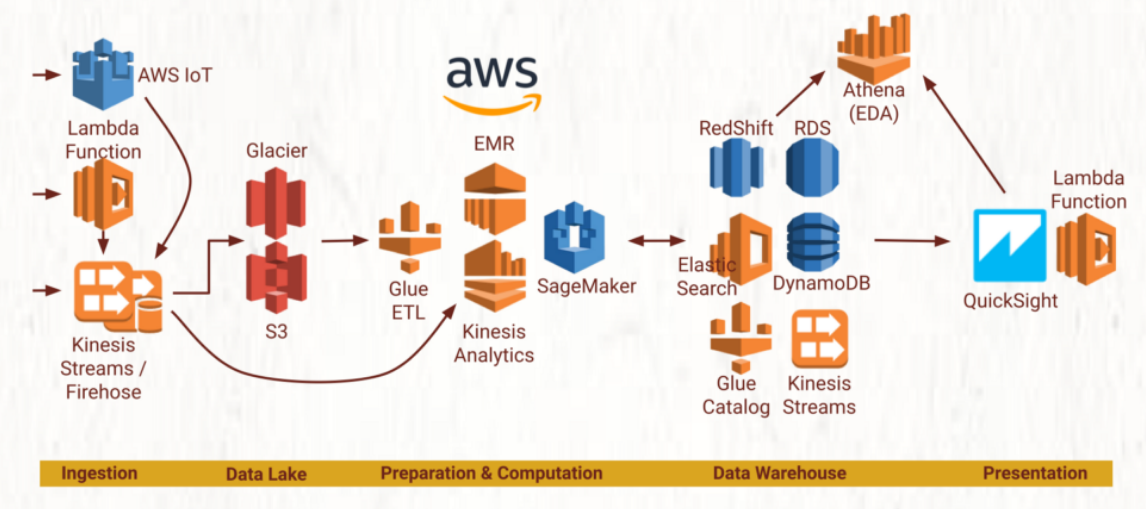 AWS IoT
Lambda
Function
Kinesis
Streams /
Firehose
Glacier
S3
aws
EMR
Glue
ETL
Kinesis
Analytics
SageMaker
RedShift
RDS
Elastic
Search
DynamoDB
Glue
Catalog
Kinesis
Streams
Athena
(EDA)
QuickSight
Lambda
Function
Ingestion
Data Lake
Preparation & Computation
Data Warehouse
Presentation